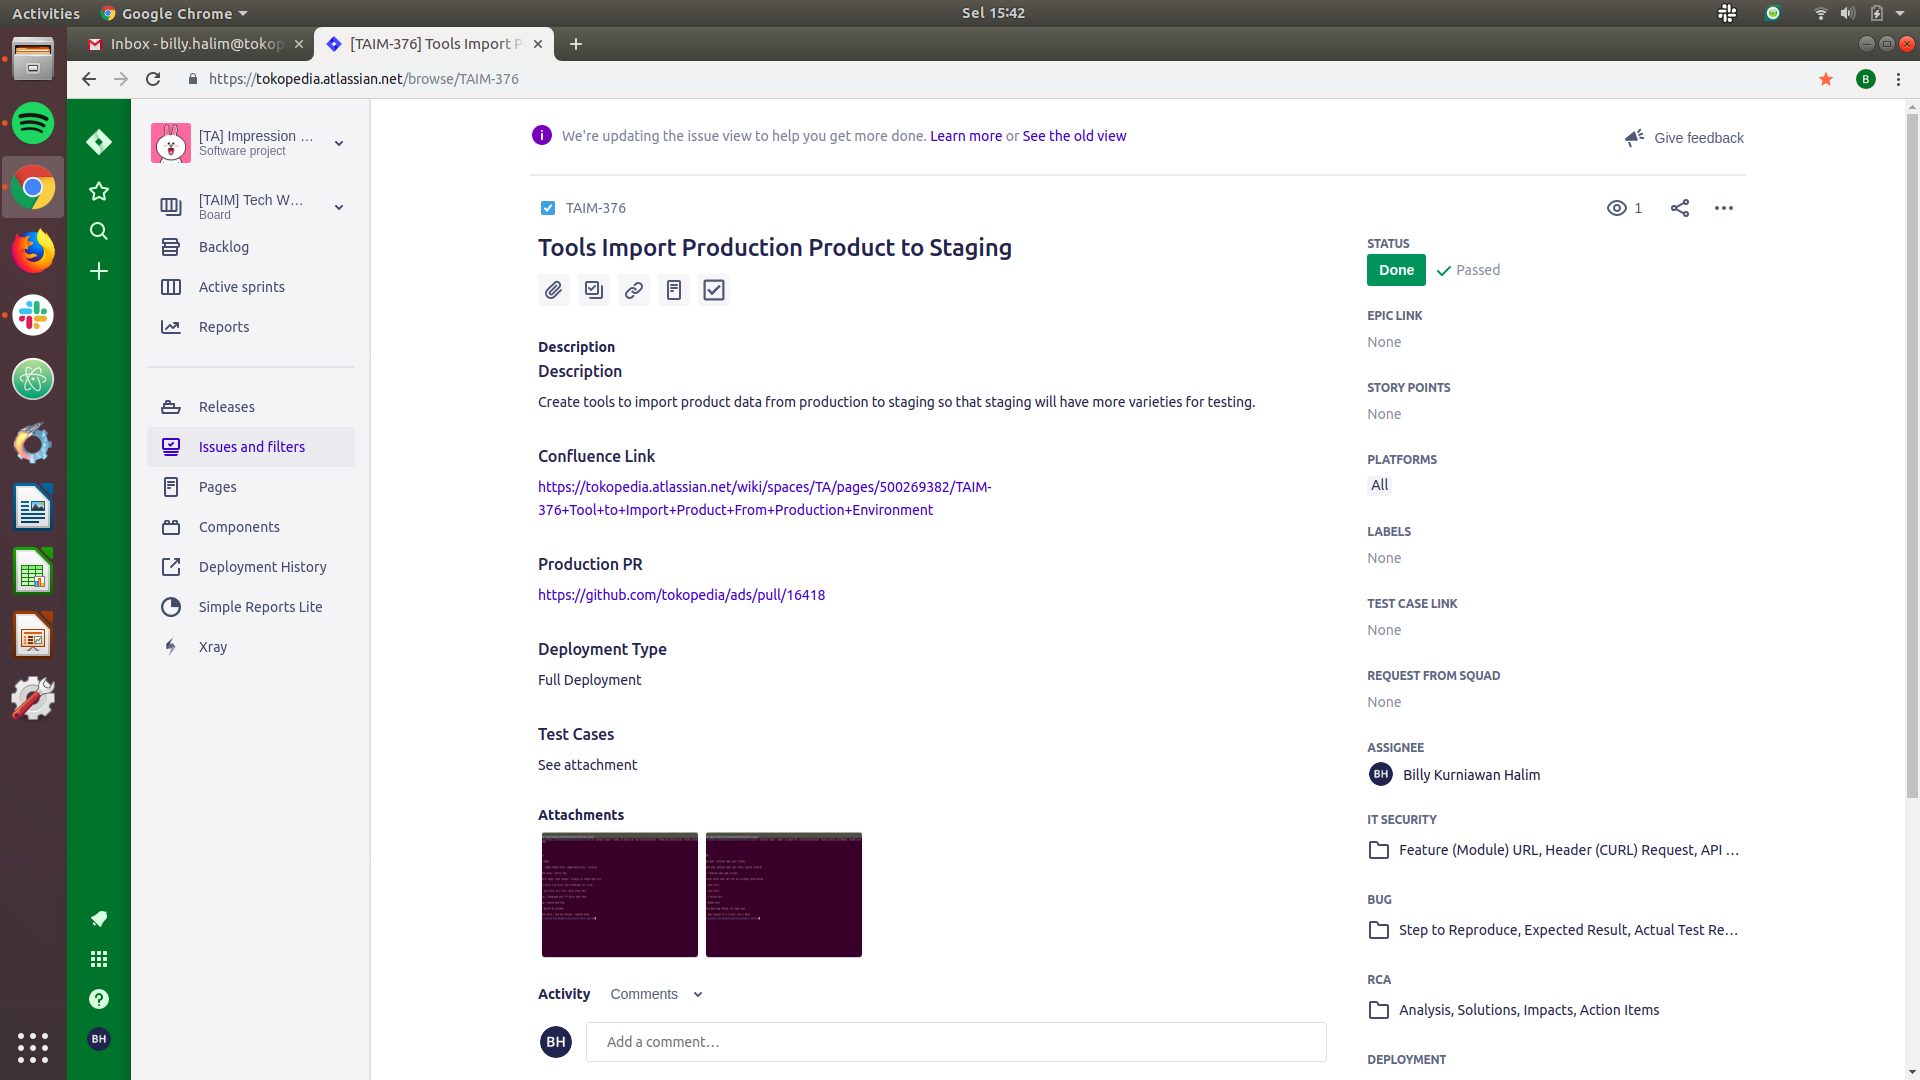 Activities
Google Chrome
Sel 15:42
Inbox - billy.halim@tokop
[TAIM-376] Tools Import P
https://tokopedia.atlassian.net/browse/TAIM-376
B
[TA] Impression ...
Software project
[TAIM] Tech W...
Board
Backlog
Active sprints
Reports
Releases
Issues and filters
Pages
Components
Deployment History
Simple Reports Lite
Xray
BH
We're updating the issue view to help you get more done. Learn more or See the old view
Give feedback
TAIM-376
1
Tools Import Production Product to Staging
Description
Description
Create tools to import product data from production to staging so that staging will have more varieties for testing.
Confluence Link
https://tokopedia.atlassian.net/wiki/spaces/TA/pages/500269382/TAIM-
376+Tool+to+Import+Product+From+Production+Environment
Production PR
https://github.com/tokopedia/ads/pull/16418
Deployment Type
Full Deployment
Test Cases
See attachment
Attachments
Activity
Comments
BH
Add a comment...
STATUS
Done
Passed
EPIC LINK
None
STORY POINTS
None
PLATFORMS
All
LABELS
None
TEST CASE LINK
None
REQUEST FROM SQUAD
None
ASSIGNEE
BH
Billy Kurniawan Halim
IT SECURITY
Feature (Module) URL, Header (CURL) Request, API ...
BUG
Step to Reproduce, Expected Result, Actual Test Re...
RCA
Analysis, Solutions, Impacts, Action Items
DEPLOYMENT